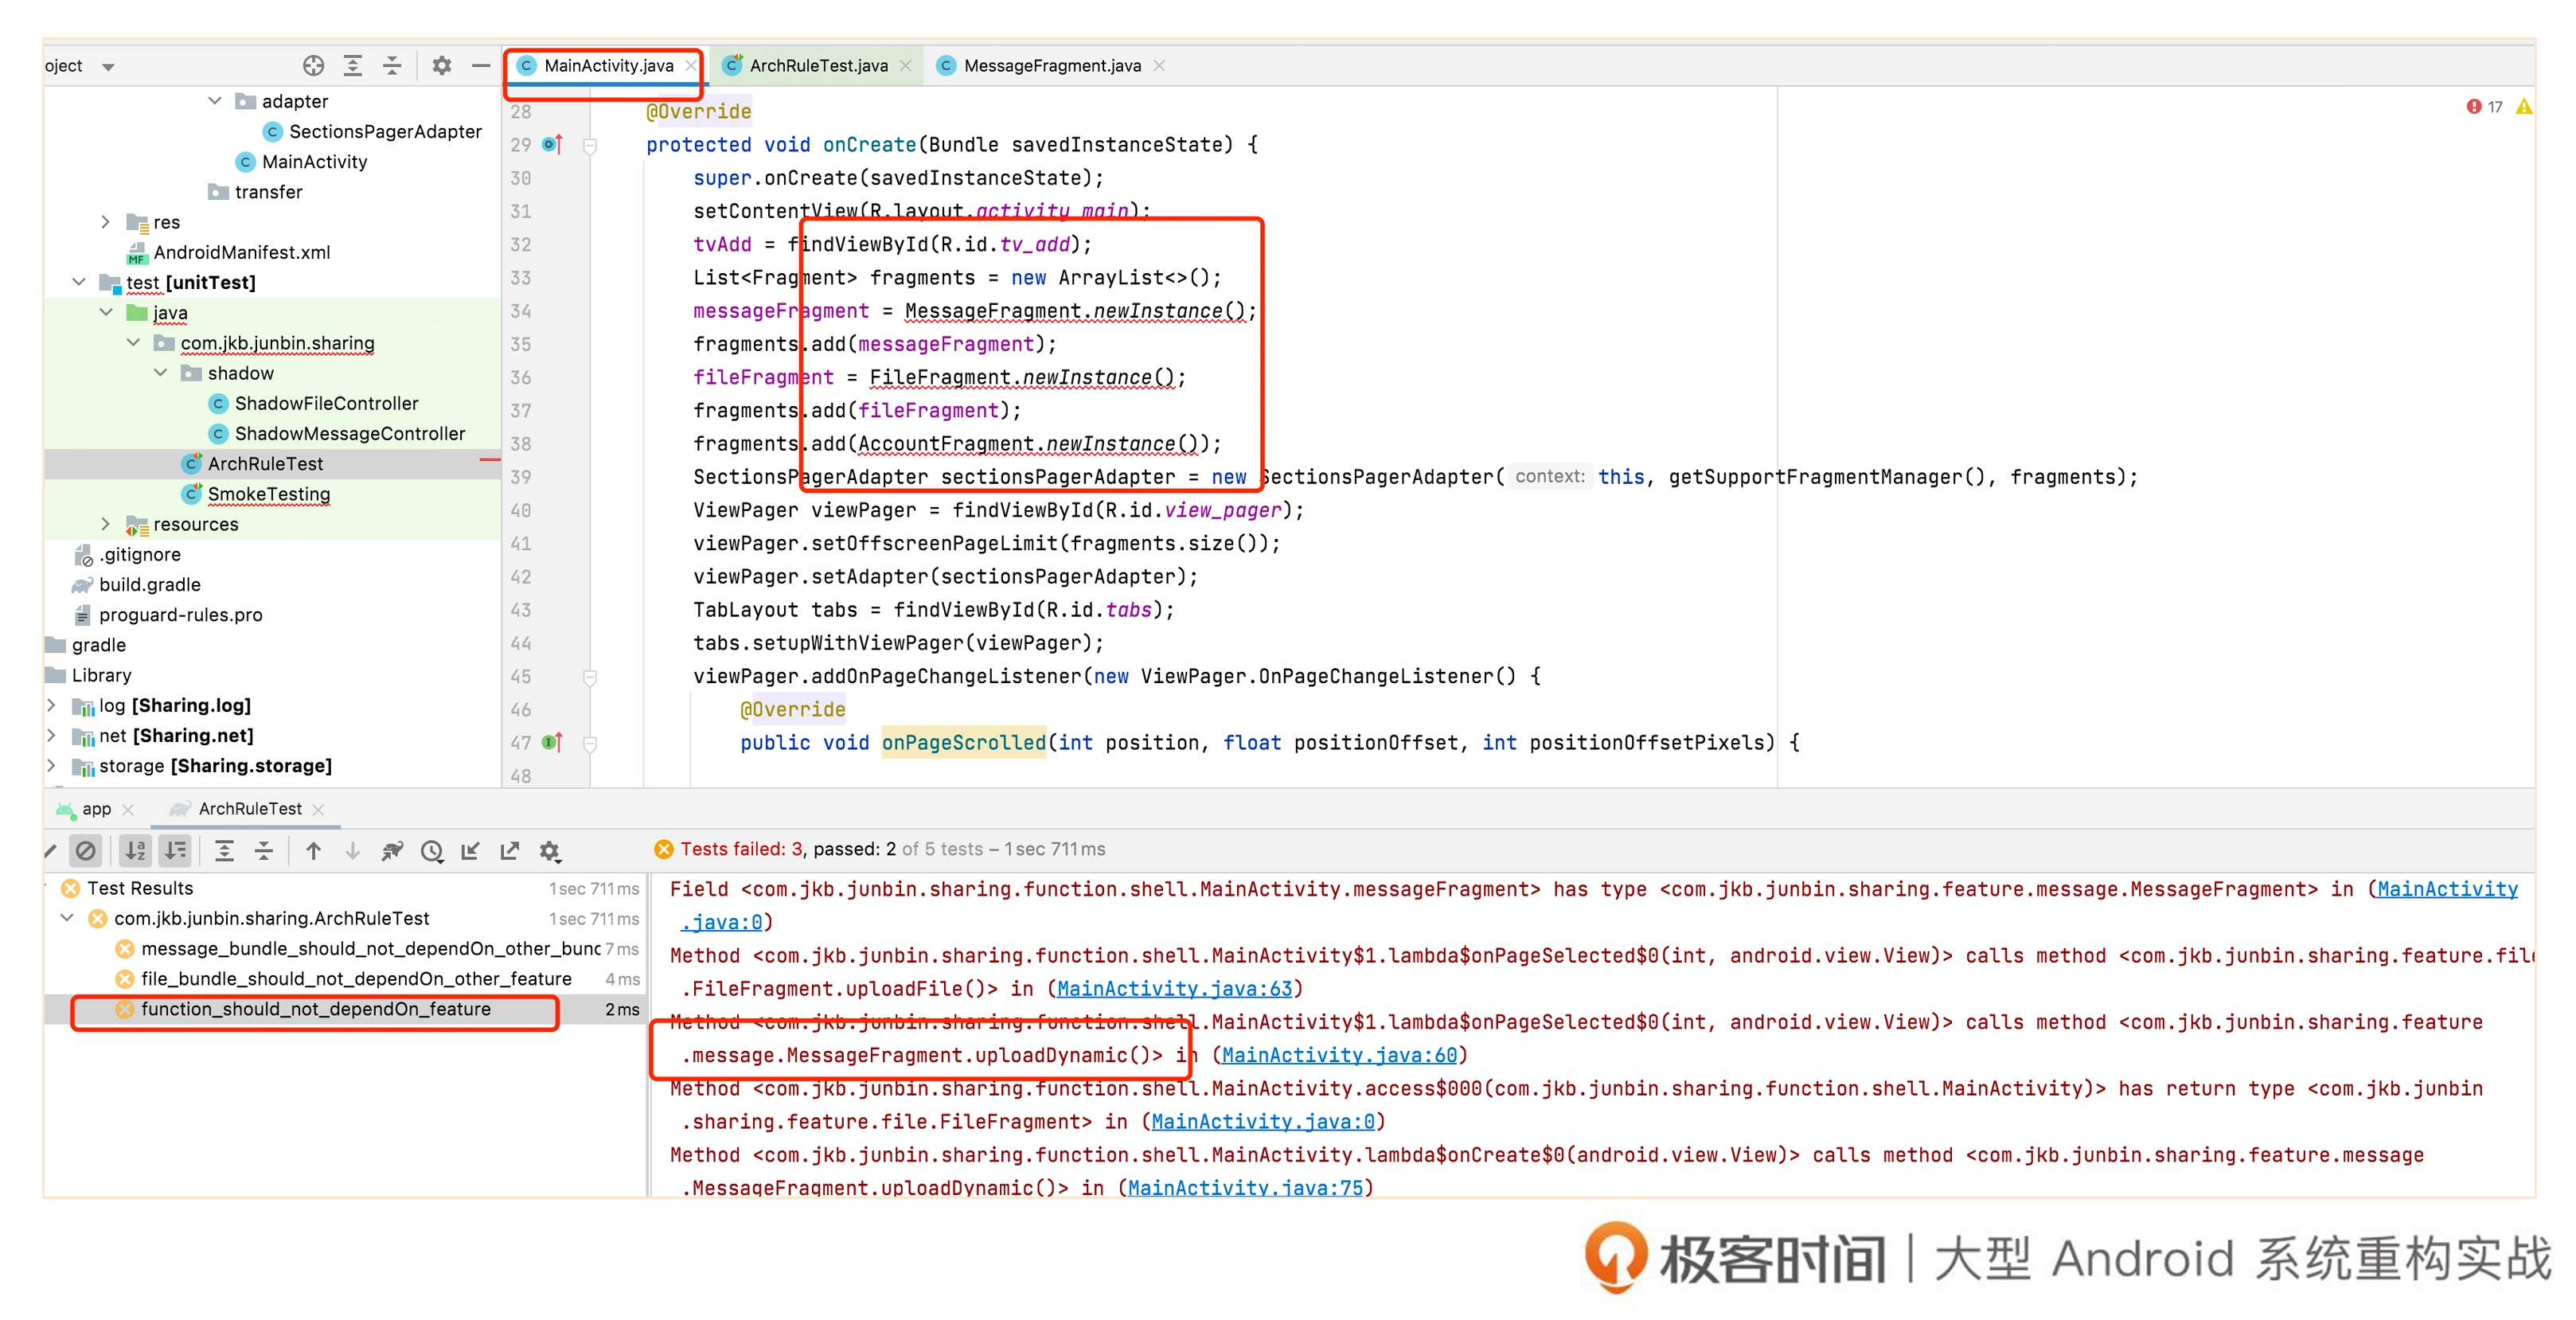 oject
MainActivity.java
ArchRuleTest.java
MessageFragment.java
adapter
SectionsPagerAdapter
MainActivity
transfer
res
AndroidManifest.xml
test [unitTest]
java
com.jkb.junbin.sharing
shadow
ShadowFileController
ShadowMessageController
ArchRuleTest
SmokeTesting
resources
.gitignore
build.gradle
proguard-rules.pro
gradle
Library
log [Sharing.log]
net [Sharing.net]
storage [Sharing.storage]
17
28 @Override
29 protected void onCreate(Bundle savedInstanceState) {
30 super.onCreate(savedInstanceState);
31 setContentView(R.layout.activity_main);
32 tvAdd = findViewById(R.id.tv_add);
33 List<Fragment> fragments = new ArrayList<>();
34 messageFragment = MessageFragment.newInstance();
35 fragments.add(messageFragment);
36 fileFragment = FileFragment.newInstance();
37 fragments.add(fileFragment);
38 fragments.add(AccountFragment.newInstance());
39 SectionsPagerAdapter sectionsPagerAdapter = new SectionsPagerAdapter( context: this, getSupportFragmentManager(), fragments);
40 ViewPager viewPager = findViewById(R.id.view_pager);
41 viewPager.setOffscreenPageLimit(fragments.size());
42 viewPager.setAdapter(sectionsPagerAdapter);
43 TabLayout tabs = findViewById(R.id.tabs);
44 tabs.setupWithViewPager(viewPager);
45 viewPager.addOnPageChangeListener(new ViewPager.OnPageChangeListener() {
46 @Override
47 public void onPageScrolled(int position, float positionOffset, int positionOffsetPixels) {
48
app
ArchRuleTest
Tests failed: 3, passed: 2 of 5 tests – 1 sec 711 ms
Test Results 1 sec 711 ms
com.jkb.junbin.sharing.ArchRuleTest 1 sec 711 ms
message_bundle_should_not_dependOn_other_bunc 7 ms
file_bundle_should_not_dependOn_other_feature 4 ms
function_should_not_dependOn_feature 2 ms
Field <com.jkb.junbin.sharing.function.shell.MainActivity.messageFragment> has type <com.jkb.junbin.sharing.feature.message.MessageFragment> in (MainActivity
.java:0)
Method <com.jkb.junbin.sharing.function.shell.MainActivity$1.lambda$onPageSelected$0(int, android.view.View)> calls method <com.jkb.junbin.sharing.feature.file
.FileFragment.uploadFile()> in (MainActivity.java:63)
Method <com.jkb.junbin.sharing.function.shell.MainActivity$1.lambda$onPageSelected$0(int, android.view.View)> calls method <com.jkb.junbin.sharing.feature
.message.MessageFragment.uploadDynamic()> in (MainActivity.java:60)
Method <com.jkb.junbin.sharing.function.shell.MainActivity.access$000(com.jkb.junbin.sharing.function.shell.MainActivity)> has return type <com.jkb.junbin
.sharing.feature.file.FileFragment> in (MainActivity.java:0)
Method <com.jkb.junbin.sharing.function.shell.MainActivity.lambda$onCreate$0(android.view.View)> calls method <com.jkb.junbin.sharing.feature.message
.MessageFragment.uploadDynamic()> in (MainActivity.java:75)
极客时间 | 大型 Android 系统重构实战